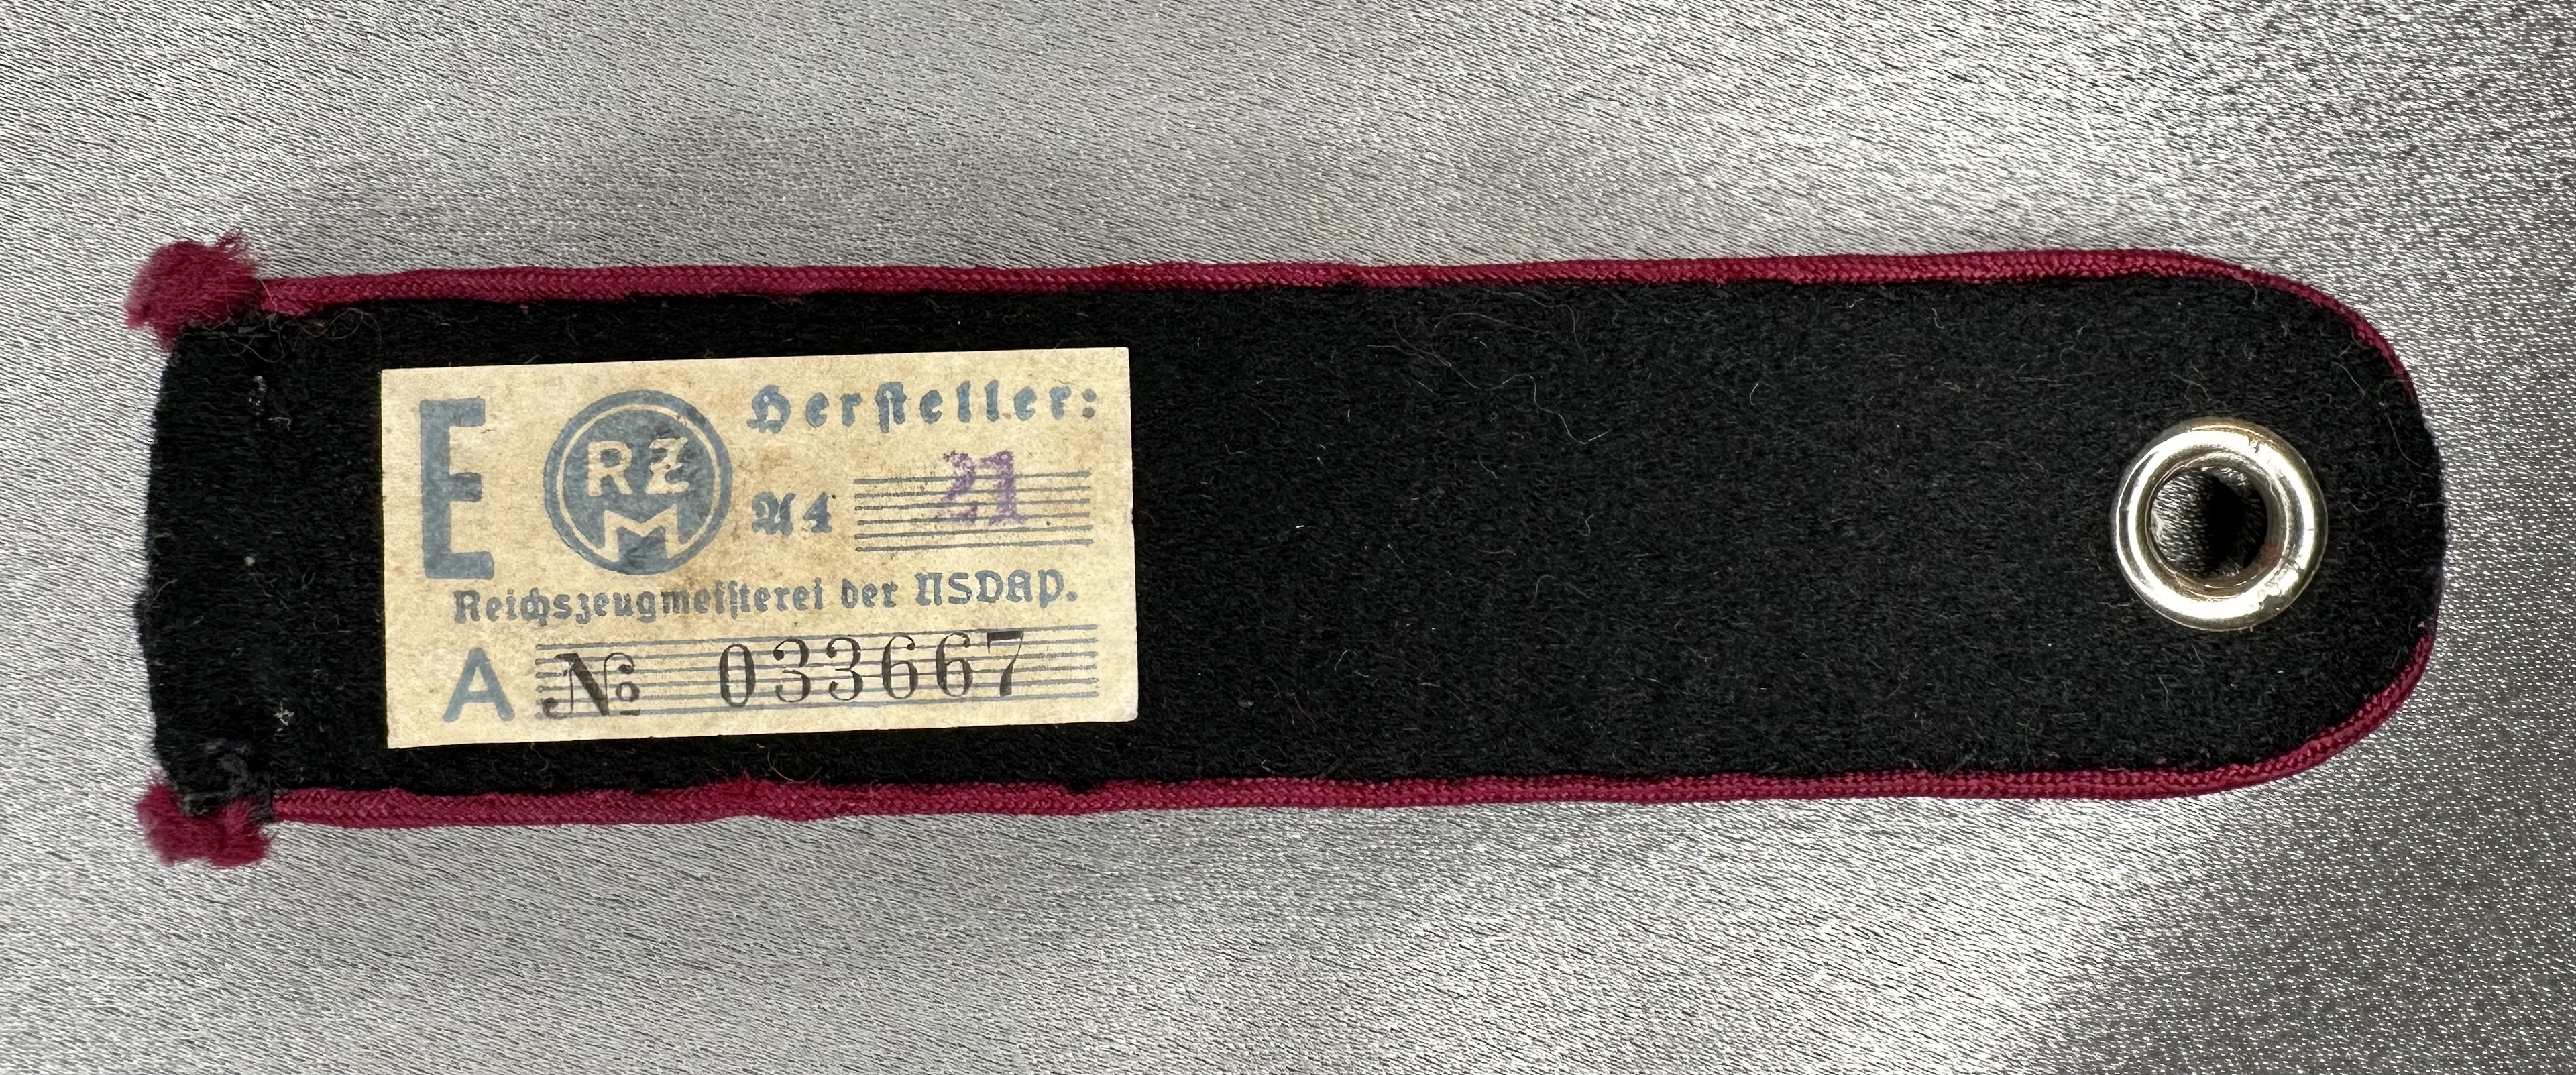 E RZM Hersteller:
A4 21
Reichszeugmeisterei der NSDAP.
A № 033667